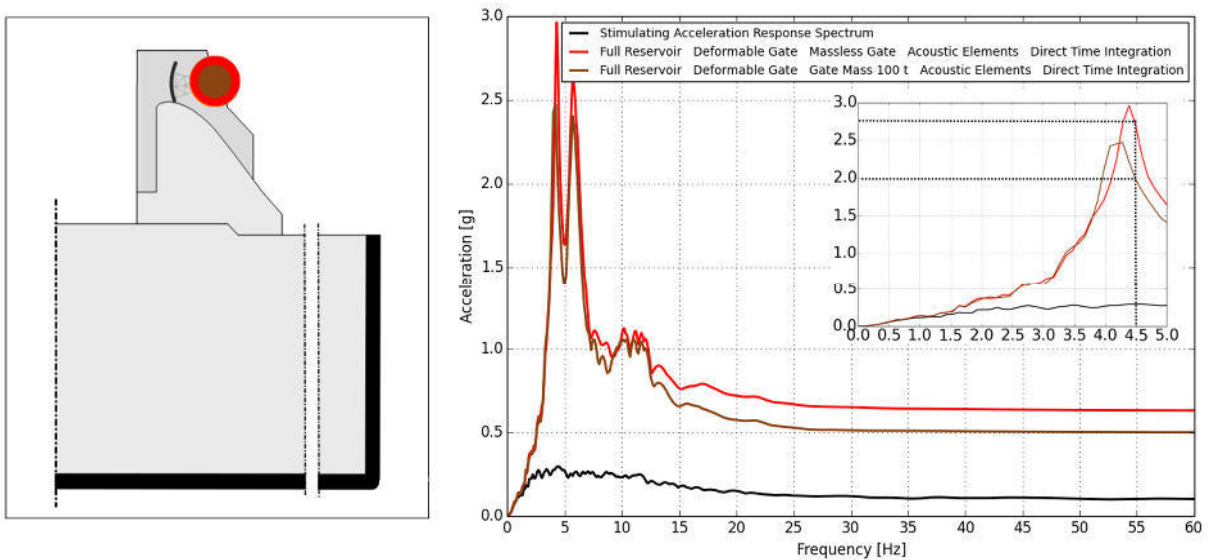 3.0
2.5
2.0
1.5
1.0
0.5
0.0
Acceleration [g]
Stimulating Acceleration Response Spectrum
Full Reservoir Deformable Gate Massless Gate Acoustic Elements Direct Time Integration
Full Reservoir Deformable Gate Gate Mass 100 t Acoustic Elements Direct Time Integration
3.0
2.5
2.0
1.5
1.0
0.5
0.0
0.0 0.5 1.0 1.5 2.0 2.5 3.0 3.5 4.0 4.5 5.0
0 5 10 15 20 25 30 35 40 45 50 55 60
Frequency [Hz]